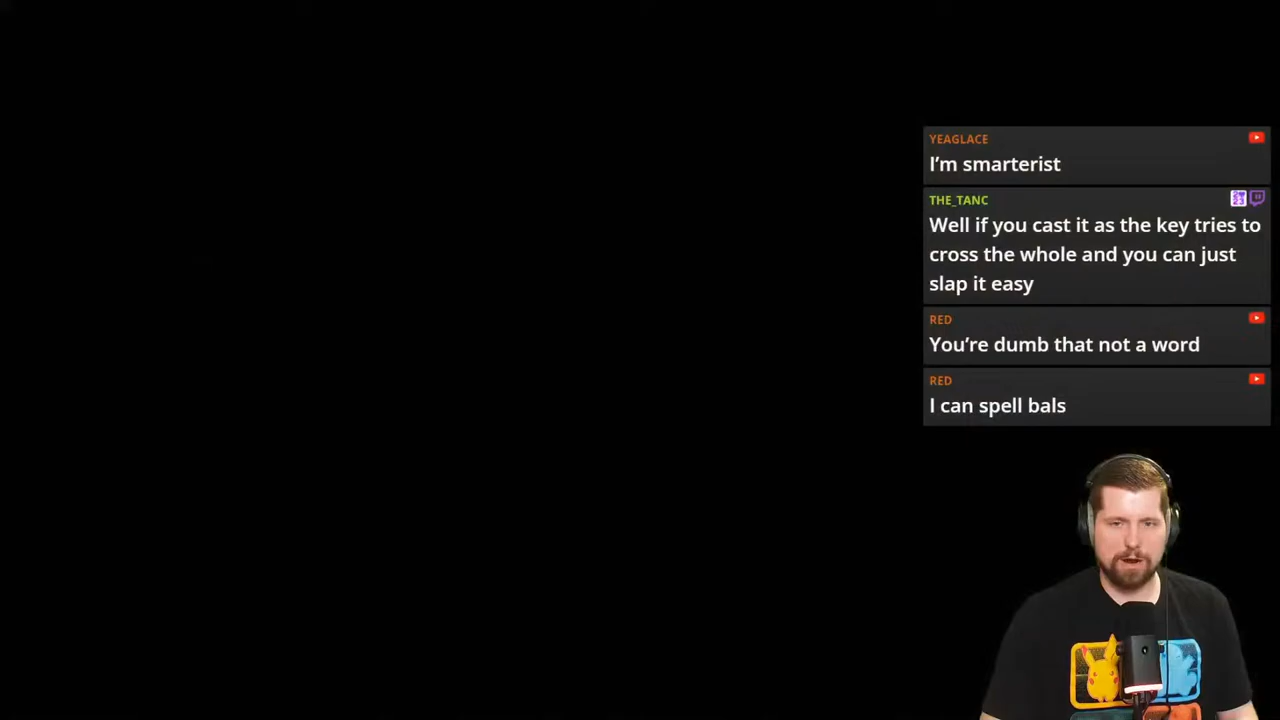 YEAGLACE
I’m smarterist
THE_TANC
Well if you cast it as the key tries to
cross the whole and you can just
slap it easy
RED
You’re dumb that not a word
RED
I can spell bals